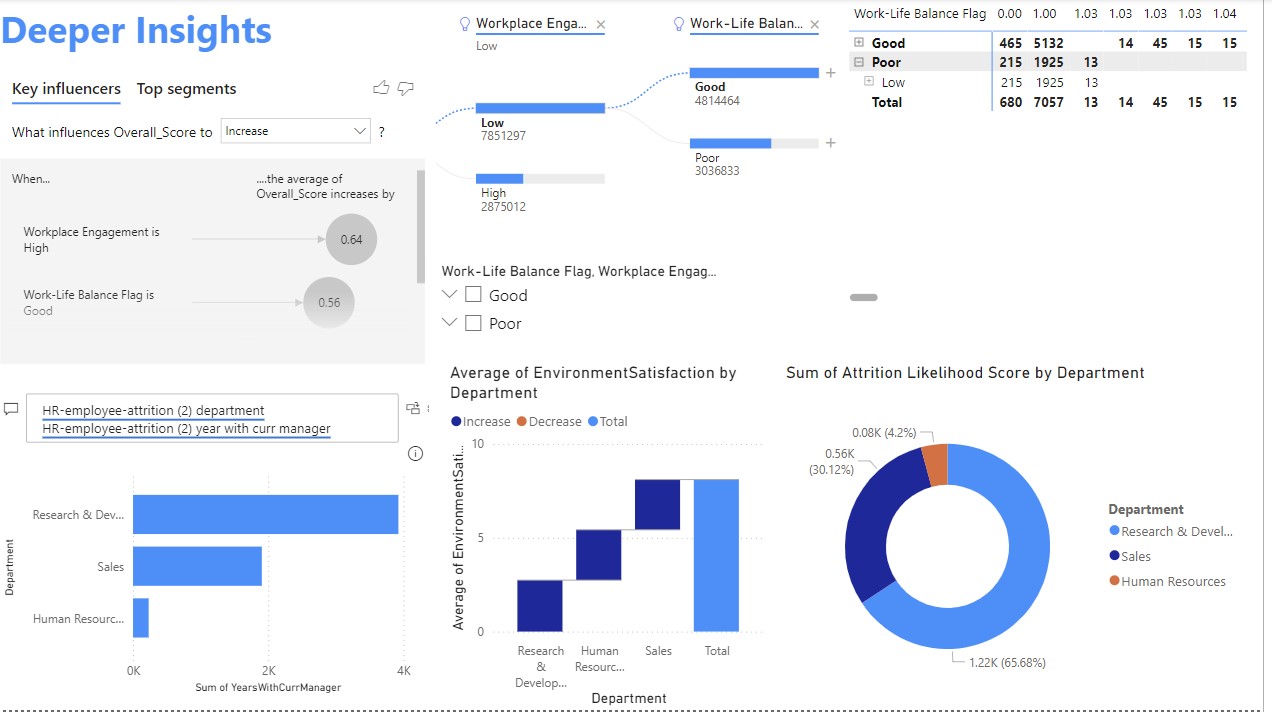 Deeper Insights
Key influencers Top segments
What influences Overall_Score to Increase ?
When...
....the average of
Overall_Score increases by
Workplace Engagement is
High
0.64
Work-Life Balance Flag is
Good
0.56
Workplace Enga...
Low
Low
7851297
High
2875012
Work-Life Balan...
Good
4814464
Poor
3036833
Work-Life Balance Flag 0.00 1.00 1.03 1.03 1.03 1.03 1.04
Good 465 5132 14 45 15 15
Poor 215 1925 13
Low 215 1925 13
Total 680 7057 13 14 45 15 15
Work-Life Balance Flag, Workplace Engag...
Good
Poor
HR-employee-attrition (2) department
HR-employee-attrition (2) year with curr manager
Department
Research & Dev...
Sales
Human Resourc...
0K 2K 4K
Sum of YearsWithCurrManager
Average of EnvironmentSatisfaction by
Department
Increase Decrease Total
Average of EnvironmentSati...
10
5
0
Research
&
Develop...
Human
Resourc...
Sales
Total
Department
Sum of Attrition Likelihood Score by Department
0.08K (4.2%)
0.56K
(30.12%)
1.22K (65.68%)
Department
Research & Devel...
Sales
Human Resources